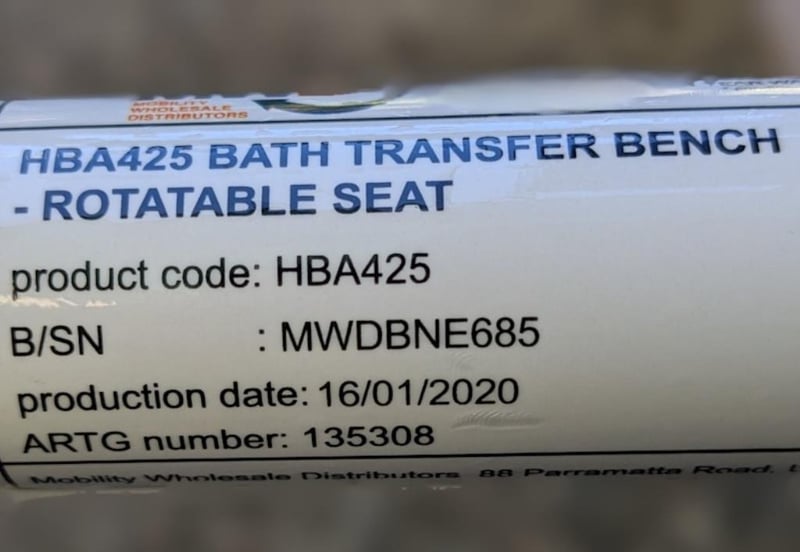 MOBILITY
WHOLESALE
DISTRIBUTORS
HBA425 BATH TRANSFER BENCH
- ROTATABLE SEAT
product code: HBA425
B/SN : MWDBNE685
production date: 16/01/2020
ARTG number: 135308
Mobility Wholesale Distributors 88 Parramatta Road,